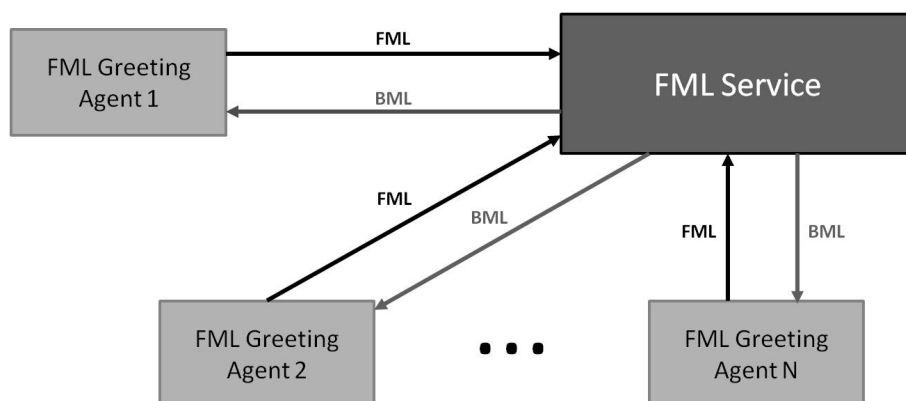 FML
FML Greeting
Agent 1
FML Service
BML
FML
BML
FML
BML
FML Greeting
Agent 2
...
FML Greeting
Agent N